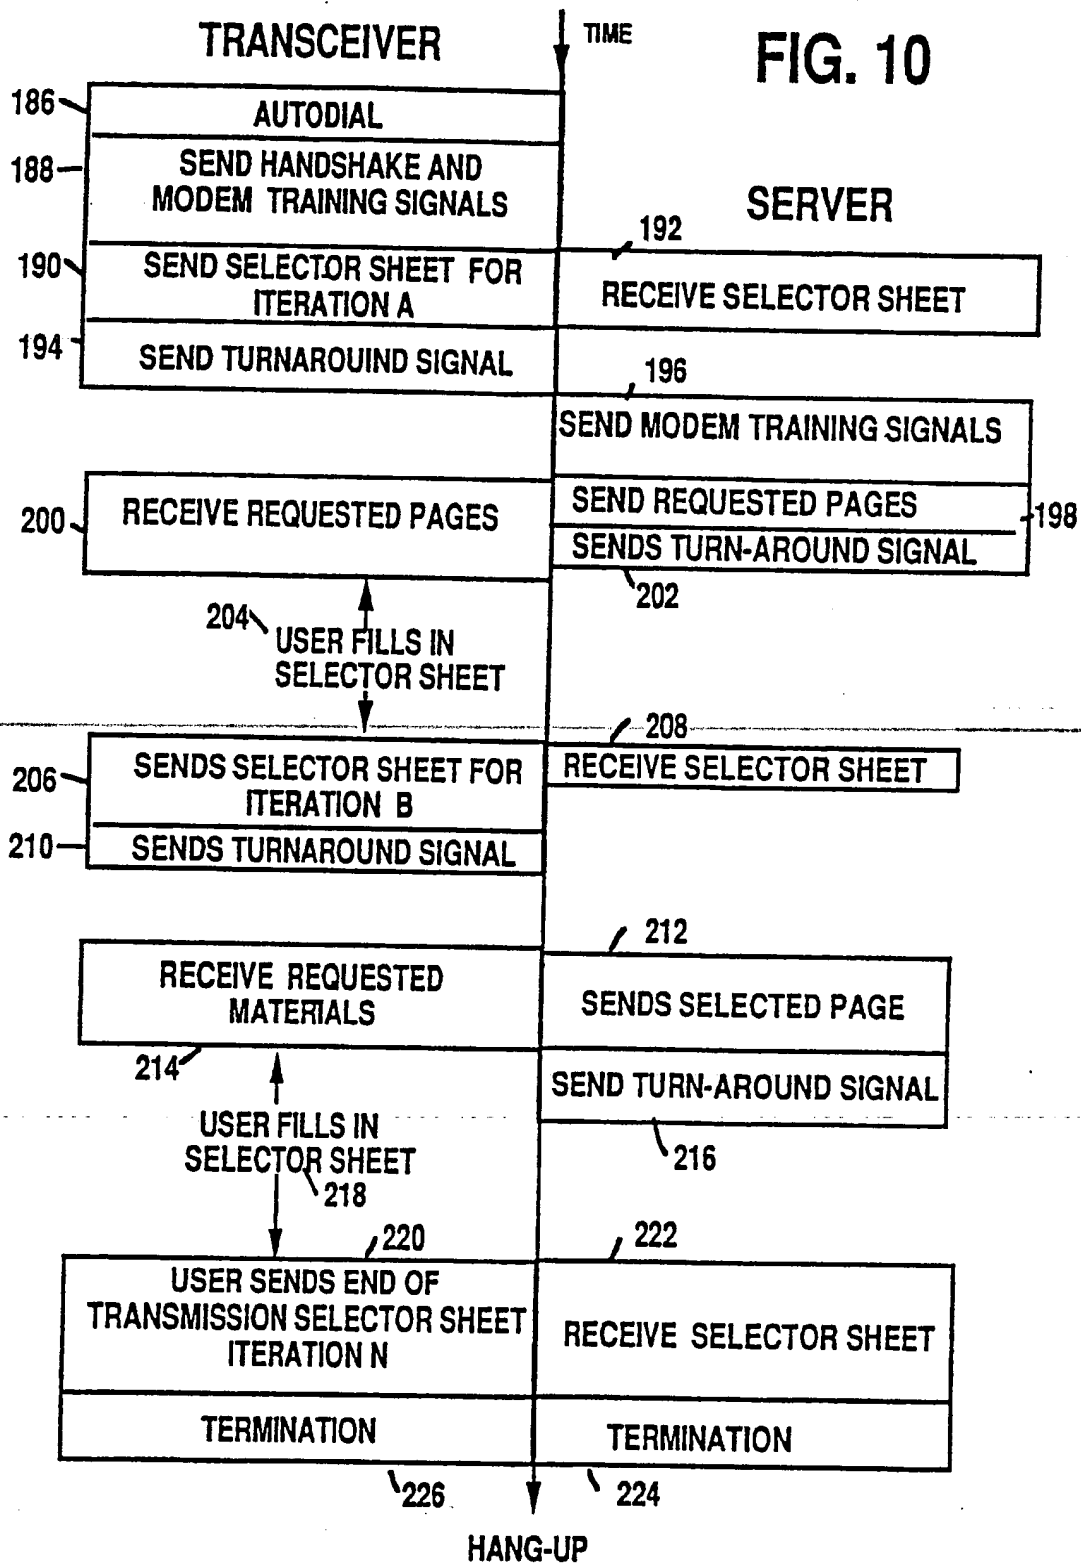 TRANSCEIVER
TIME
FIG. 10
186
AUTODIAL
188
SEND HANDSHAKE AND
MODEM TRAINING SIGNALS
SERVER
190
SEND SELECTOR SHEET FOR
ITERATION A
192
RECEIVE SELECTOR SHEET
194
SEND TURNAROUIND SIGNAL
196
SEND MODEM TRAINING SIGNALS
200
RECEIVE REQUESTED PAGES
SEND REQUESTED PAGES
198
SENDS TURN-AROUND SIGNAL
202
204
USER FILLS IN
SELECTOR SHEET
206
SENDS SELECTOR SHEET FOR
ITERATION B
208
RECEIVE SELECTOR SHEET
210
SENDS TURNAROUND SIGNAL
212
RECEIVE REQUESTED
MATERIALS
SENDS SELECTED PAGE
214
SEND TURN-AROUND SIGNAL
216
USER FILLS IN
SELECTOR SHEET
218
220
USER SENDS END OF
TRANSMISSION SELECTOR SHEET
ITERATION N
222
RECEIVE SELECTOR SHEET
TERMINATION
TERMINATION
226
224
HANG-UP